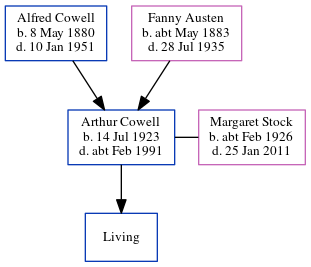 Alfred Cowell
b. 8 May 1880
d. 10 Jan 1951
Fanny Austen
b. abt May 1883
d. 28 Jul 1935
Arthur Cowell
b. 14 Jul 1923
d. abt Feb 1991
Margaret Stock
b. abt Feb 1926
d. 25 Jan 2011
Living